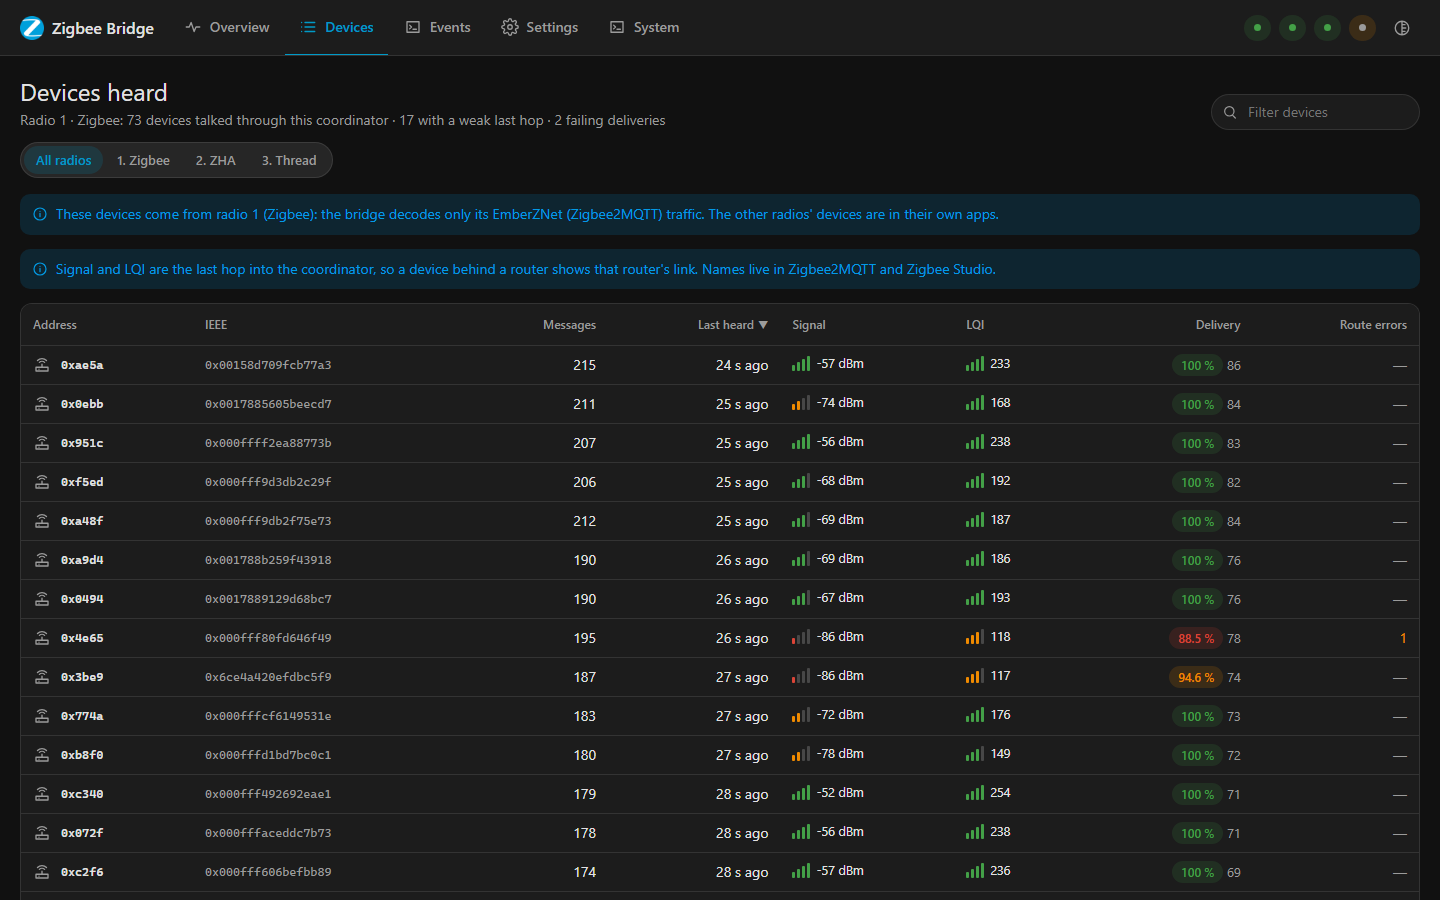 Zigbee Bridge Overview Devices Events Settings System
Devices heard
Radio 1 · Zigbee: 73 devices talked through this coordinator · 17 with a weak last hop · 2 failing deliveries
Filter devices
All radios 1. Zigbee 2. ZHA 3. Thread
These devices come from radio 1 (Zigbee): the bridge decodes only its EmberZNet (Zigbee2MQTT) traffic. The other radios' devices are in their own apps.
Signal and LQI are the last hop into the coordinator, so a device behind a router shows that router's link. Names live in Zigbee2MQTT and Zigbee Studio.
Address IEEE Messages Last heard ▼ Signal LQI Delivery Route errors
0xae5a 0x00158d709fcb77a3 215 24 s ago -57 dBm 233 100 % 86 —
0x0ebb 0x0017885605beecd7 211 25 s ago -74 dBm 168 100 % 84 —
0x951c 0x000ffff2ea88773b 207 25 s ago -56 dBm 238 100 % 83 —
0xf5ed 0x000fff9d3db2c29f 206 25 s ago -68 dBm 192 100 % 82 —
0xa48f 0x000fff9db2f75e73 212 25 s ago -69 dBm 187 100 % 84 —
0xa9d4 0x001788b259f43918 190 26 s ago -69 dBm 186 100 % 76 —
0x0494 0x0017889129d68bc7 190 26 s ago -67 dBm 193 100 % 76 —
0x4e65 0x000fff80fd646f49 195 26 s ago -86 dBm 118 88.5 % 78 1
0x3be9 0x6ce4a420efdbc5f9 187 27 s ago -86 dBm 117 94.6 % 74 —
0x774a 0x000fffcf6149531e 183 27 s ago -72 dBm 176 100 % 73 —
0xb8f0 0x000fffd1bd7bc0c1 180 27 s ago -78 dBm 149 100 % 72 —
0xc340 0x000fff492692eae1 179 28 s ago -52 dBm 254 100 % 71 —
0x072f 0x000fffaceddc7b73 178 28 s ago -56 dBm 238 100 % 71 —
0xc2f6 0x000fff606befbb89 174 28 s ago -57 dBm 236 100 % 69 —